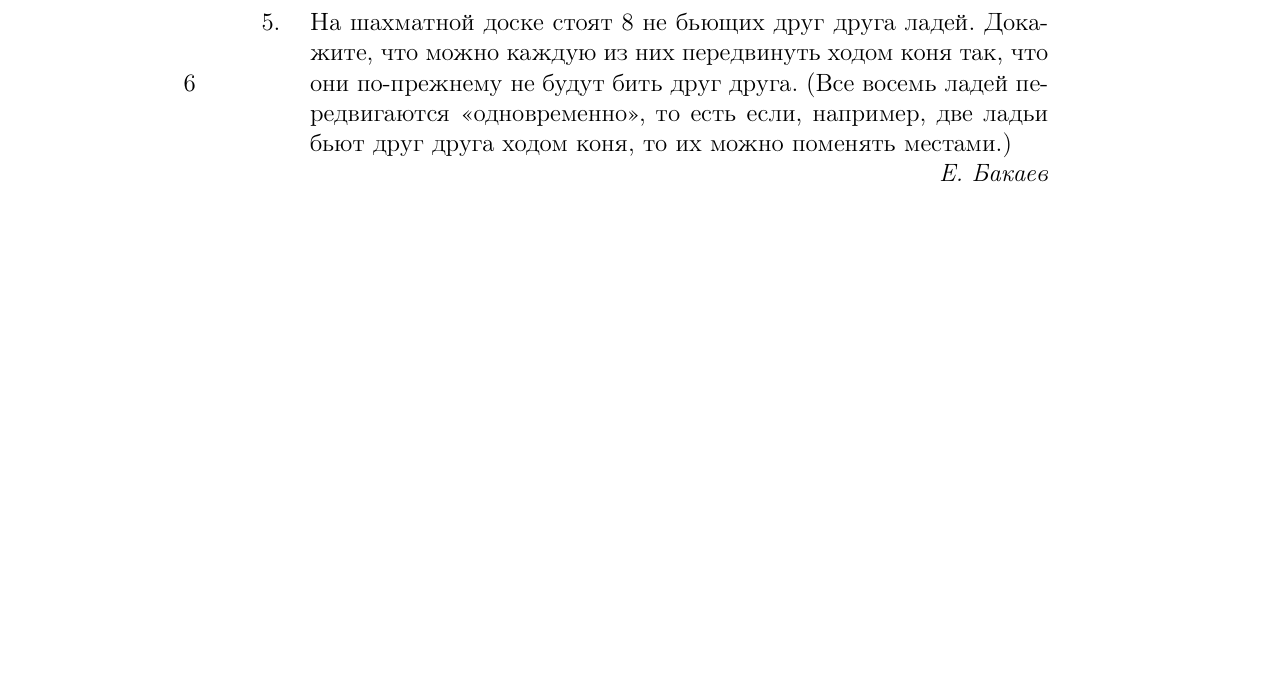 5. На шахматной доске стоят 8 не бьющих друг друга ладей. Дока-
жите, что можно каждую из них передвинуть ходом коня так, что
6 они по-прежнему не будут бить друг друга. (Все восемь ладей пе-
редвигаются «одновременно», то есть если, например, две ладьи
бьют друг друга ходом коня, то их можно поменять местами.)
Е. Бакаев